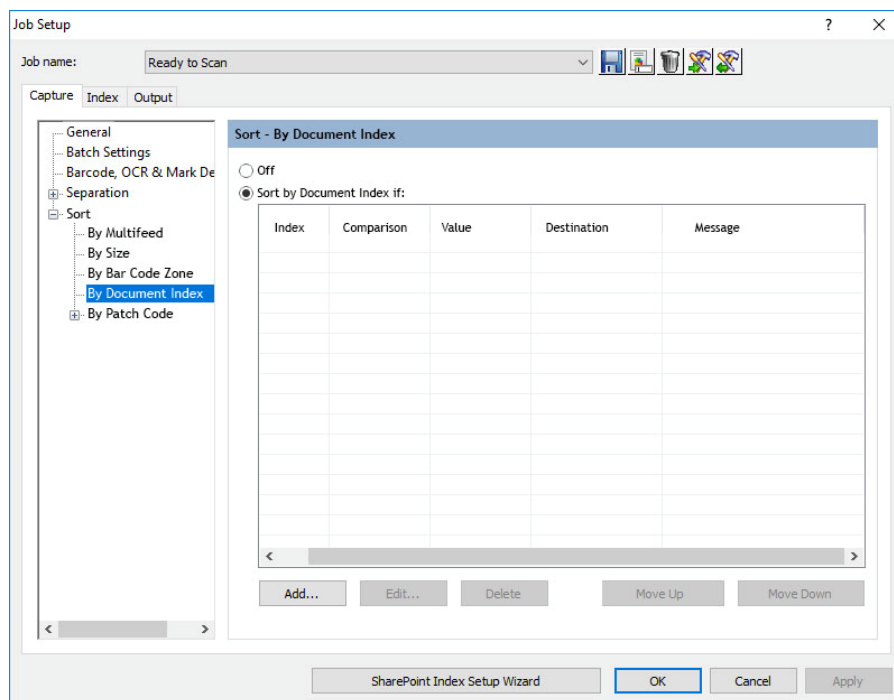 Job Setup
Job name: Ready to Scan
Capture Index Output
General
Batch Settings
Barcode, OCR & Mark De
Separation
Sort
By Multifeed
By Size
By Bar Code Zone
By Document Index
By Patch Code
Sort - By Document Index
Off
Sort by Document Index if:
Index Comparison Value Destination Message
Add... Edit... Delete Move Up Move Down
SharePoint Index Setup Wizard OK Cancel Apply